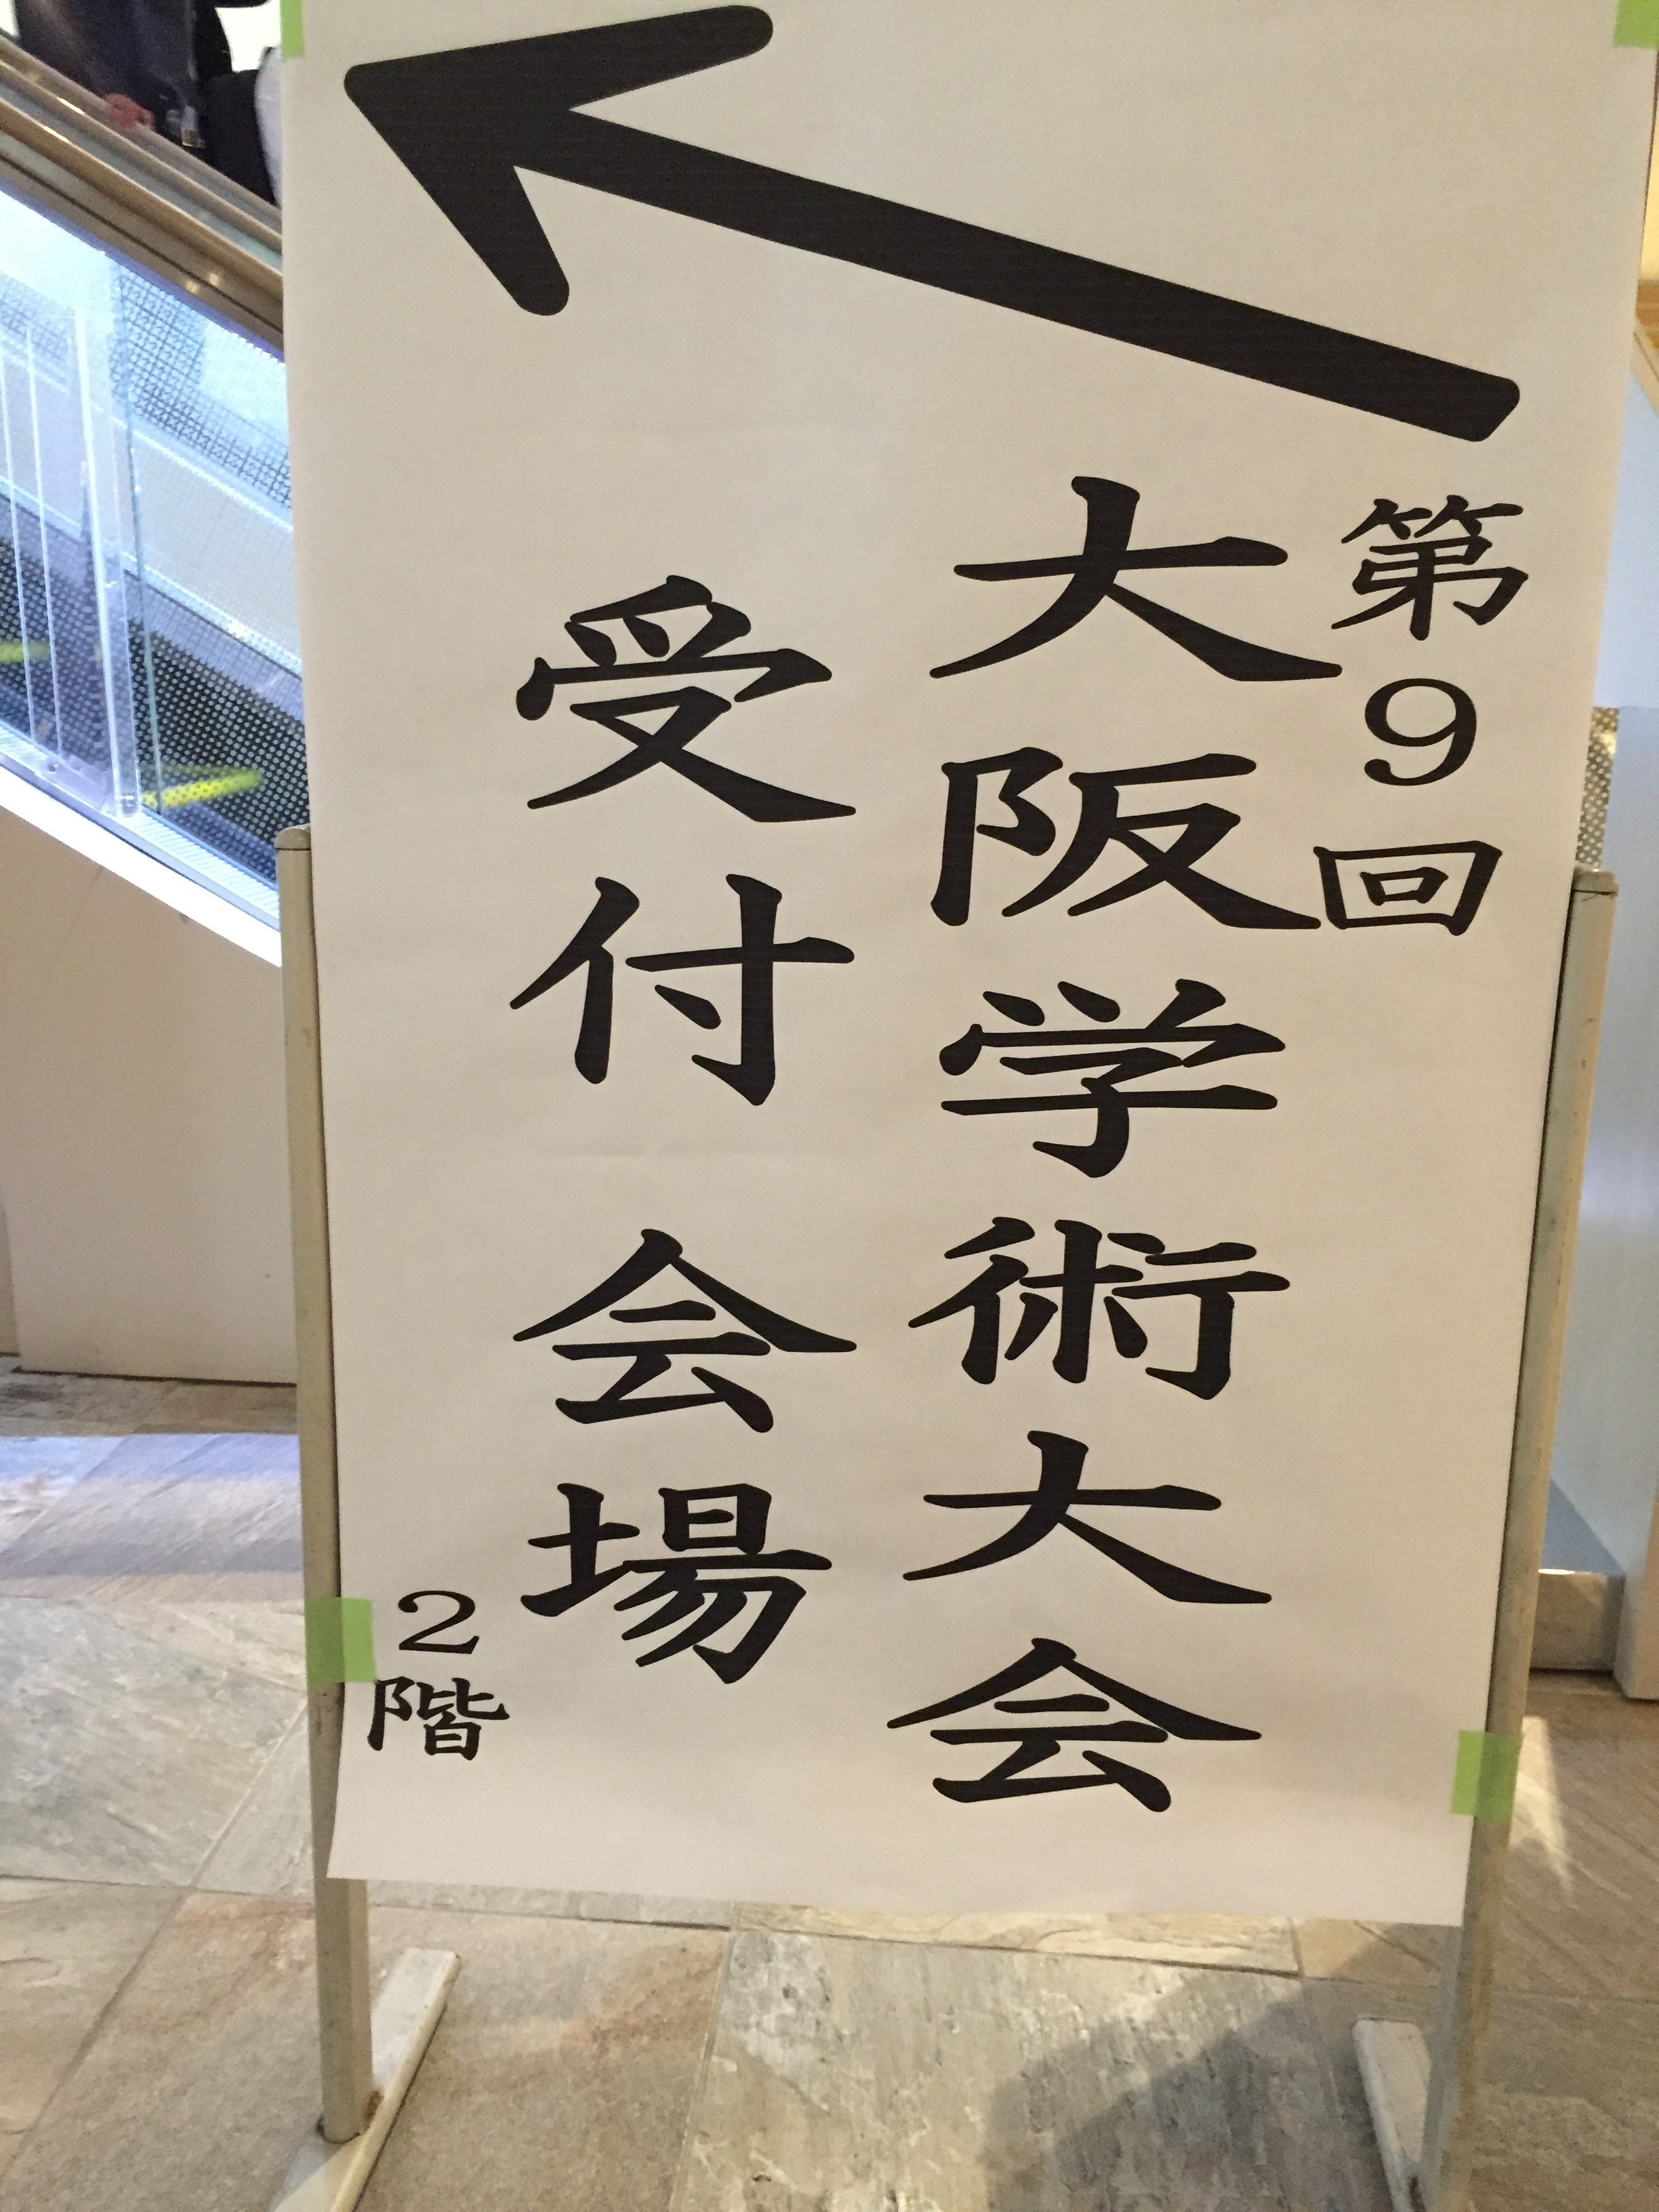 第9回
大阪学術大会
受付 会場
2階